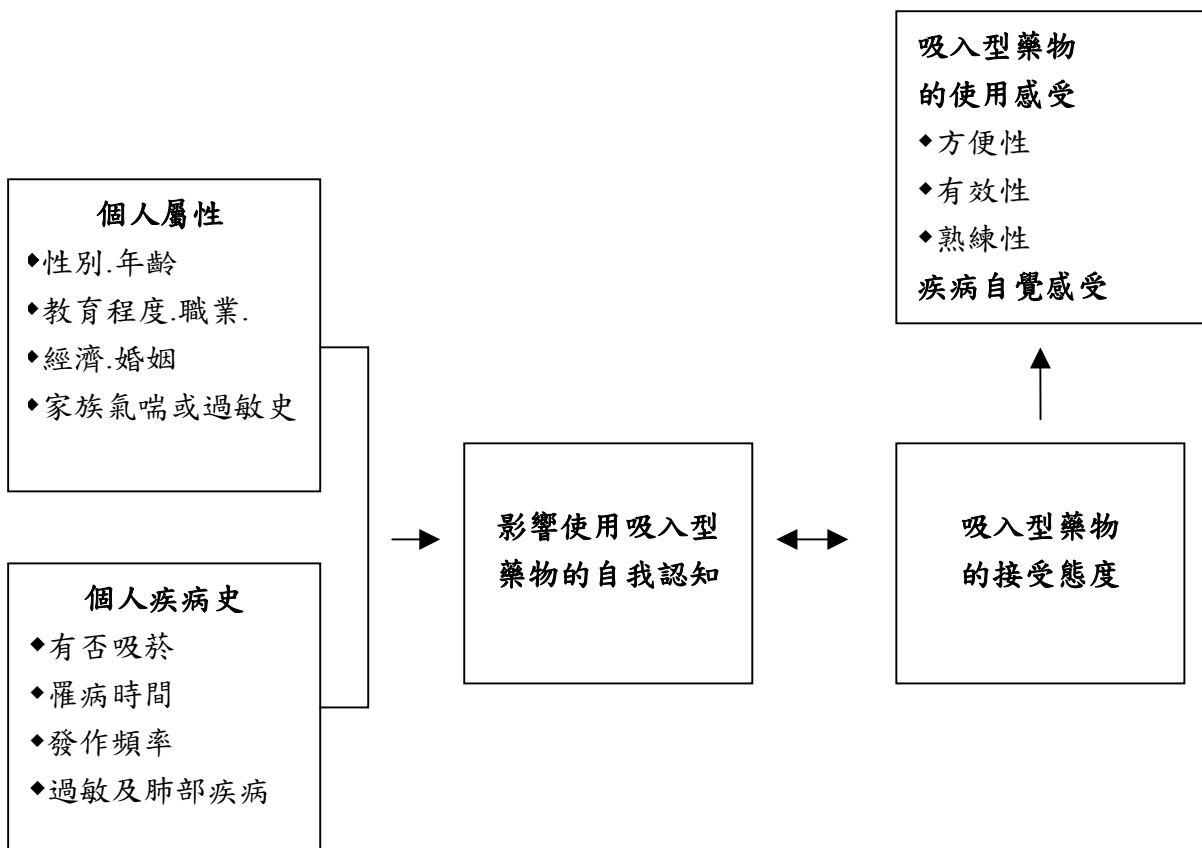 個人屬性
◆性別.年齡
◆教育程度.職業.
◆經濟.婚姻
◆家族氣喘或過敏史
個人疾病史
◆有否吸菸
◆罹病時間
◆發作頻率
◆過敏及肺部疾病
影響使用吸入型
藥物的自我認知
吸入型藥物
的接受態度
吸入型藥物
的使用感受
◆方便性
◆有效性
◆熟練性
疾病自覺感受